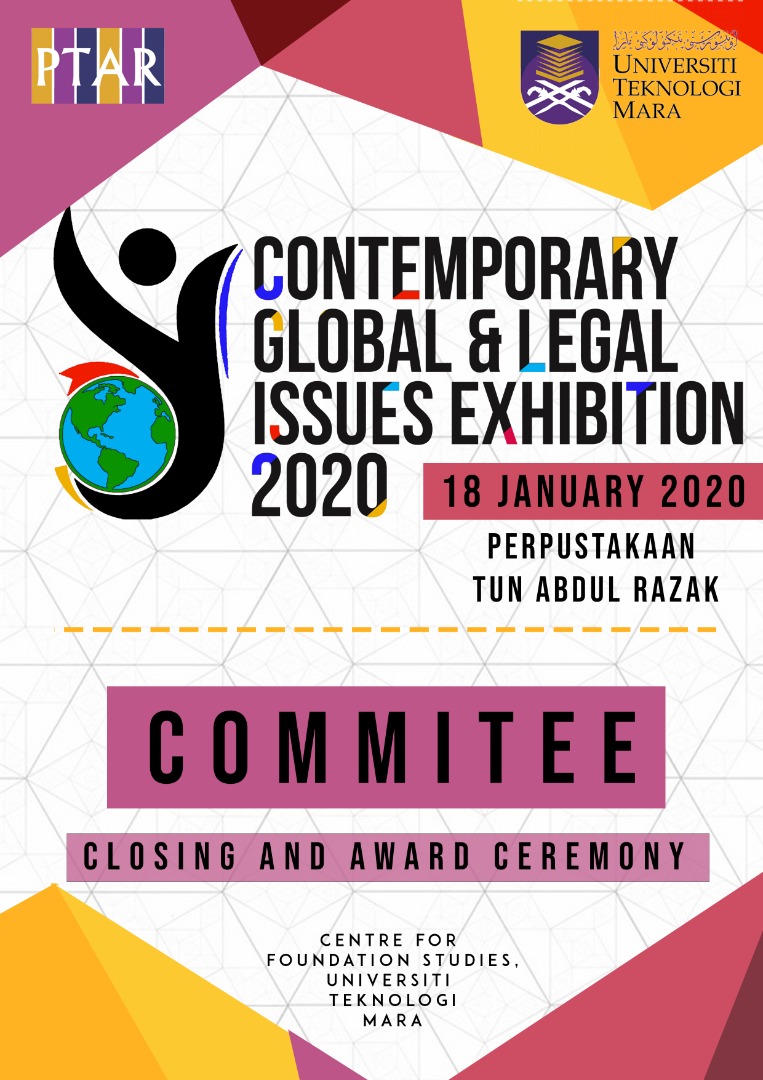 PTAR
UNIVERSITI
TEKNOLOGI
MARA
CONTEMPORARY
GLOBAL & LEGAL
ISSUES EXHIBITION
2020
18 JANUARY 2020
PERPUSTAKAAN
TUN ABDUL RAZAK
COMMITEE
CLOSING AND AWARD CEREMONY
CENTRE FOR
FOUNDATION STUDIES,
UNIVERSITI
TEKNOLOGI
MARA